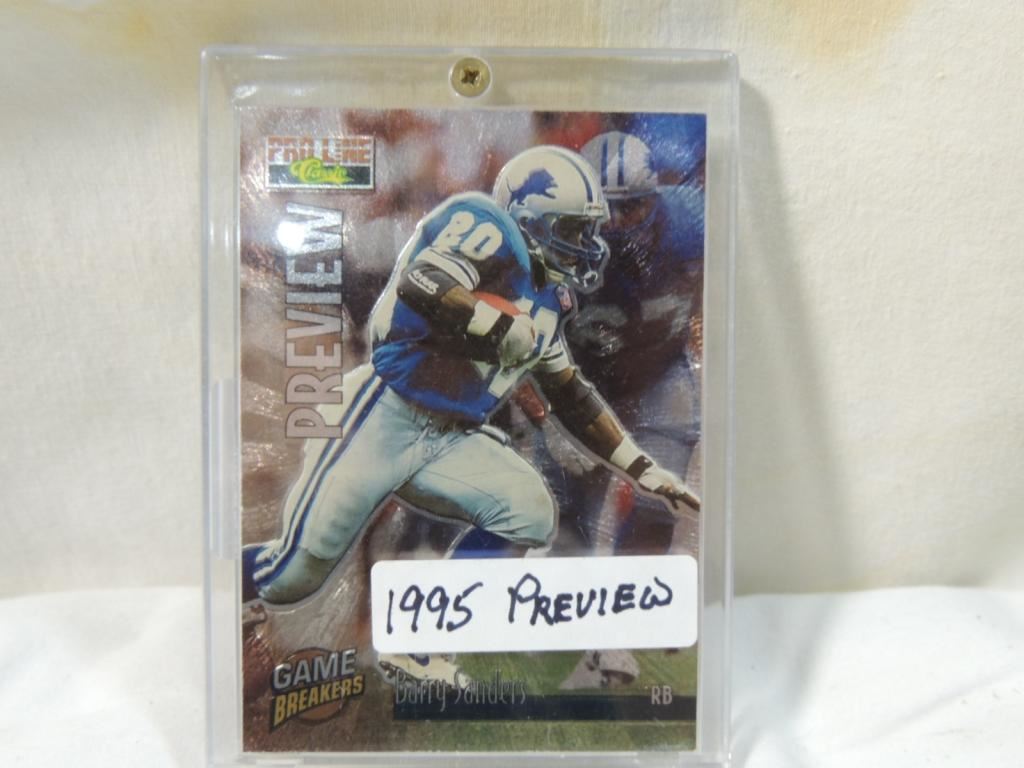 PRO LINE
Classic
PREVIEW
20
1995 PREVIEW
GAME
BREAKERS
Barry Sanders
RB